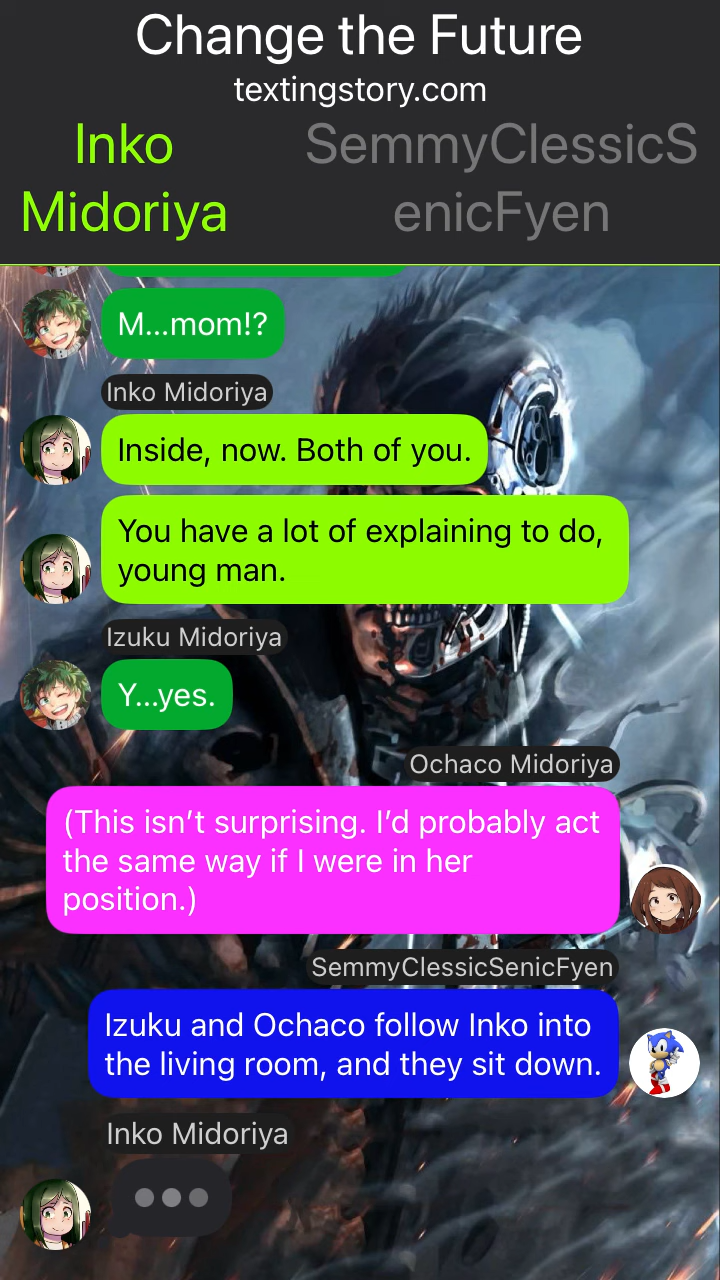 Change the Future
textingstory.com
Inko
Midoriya
SemmyClessicS
enicFyen
M...mom!?
Inko Midoriya
Inside, now. Both of you.
You have a lot of explaining to do,
young man.
Izuku Midoriya
Y...yes.
Ochaco Midoriya
(This isn’t surprising. I’d probably act
the same way if I were in her
position.)
SemmyClessicSenicFyen
Izuku and Ochaco follow Inko into
the living room, and they sit down.
Inko Midoriya